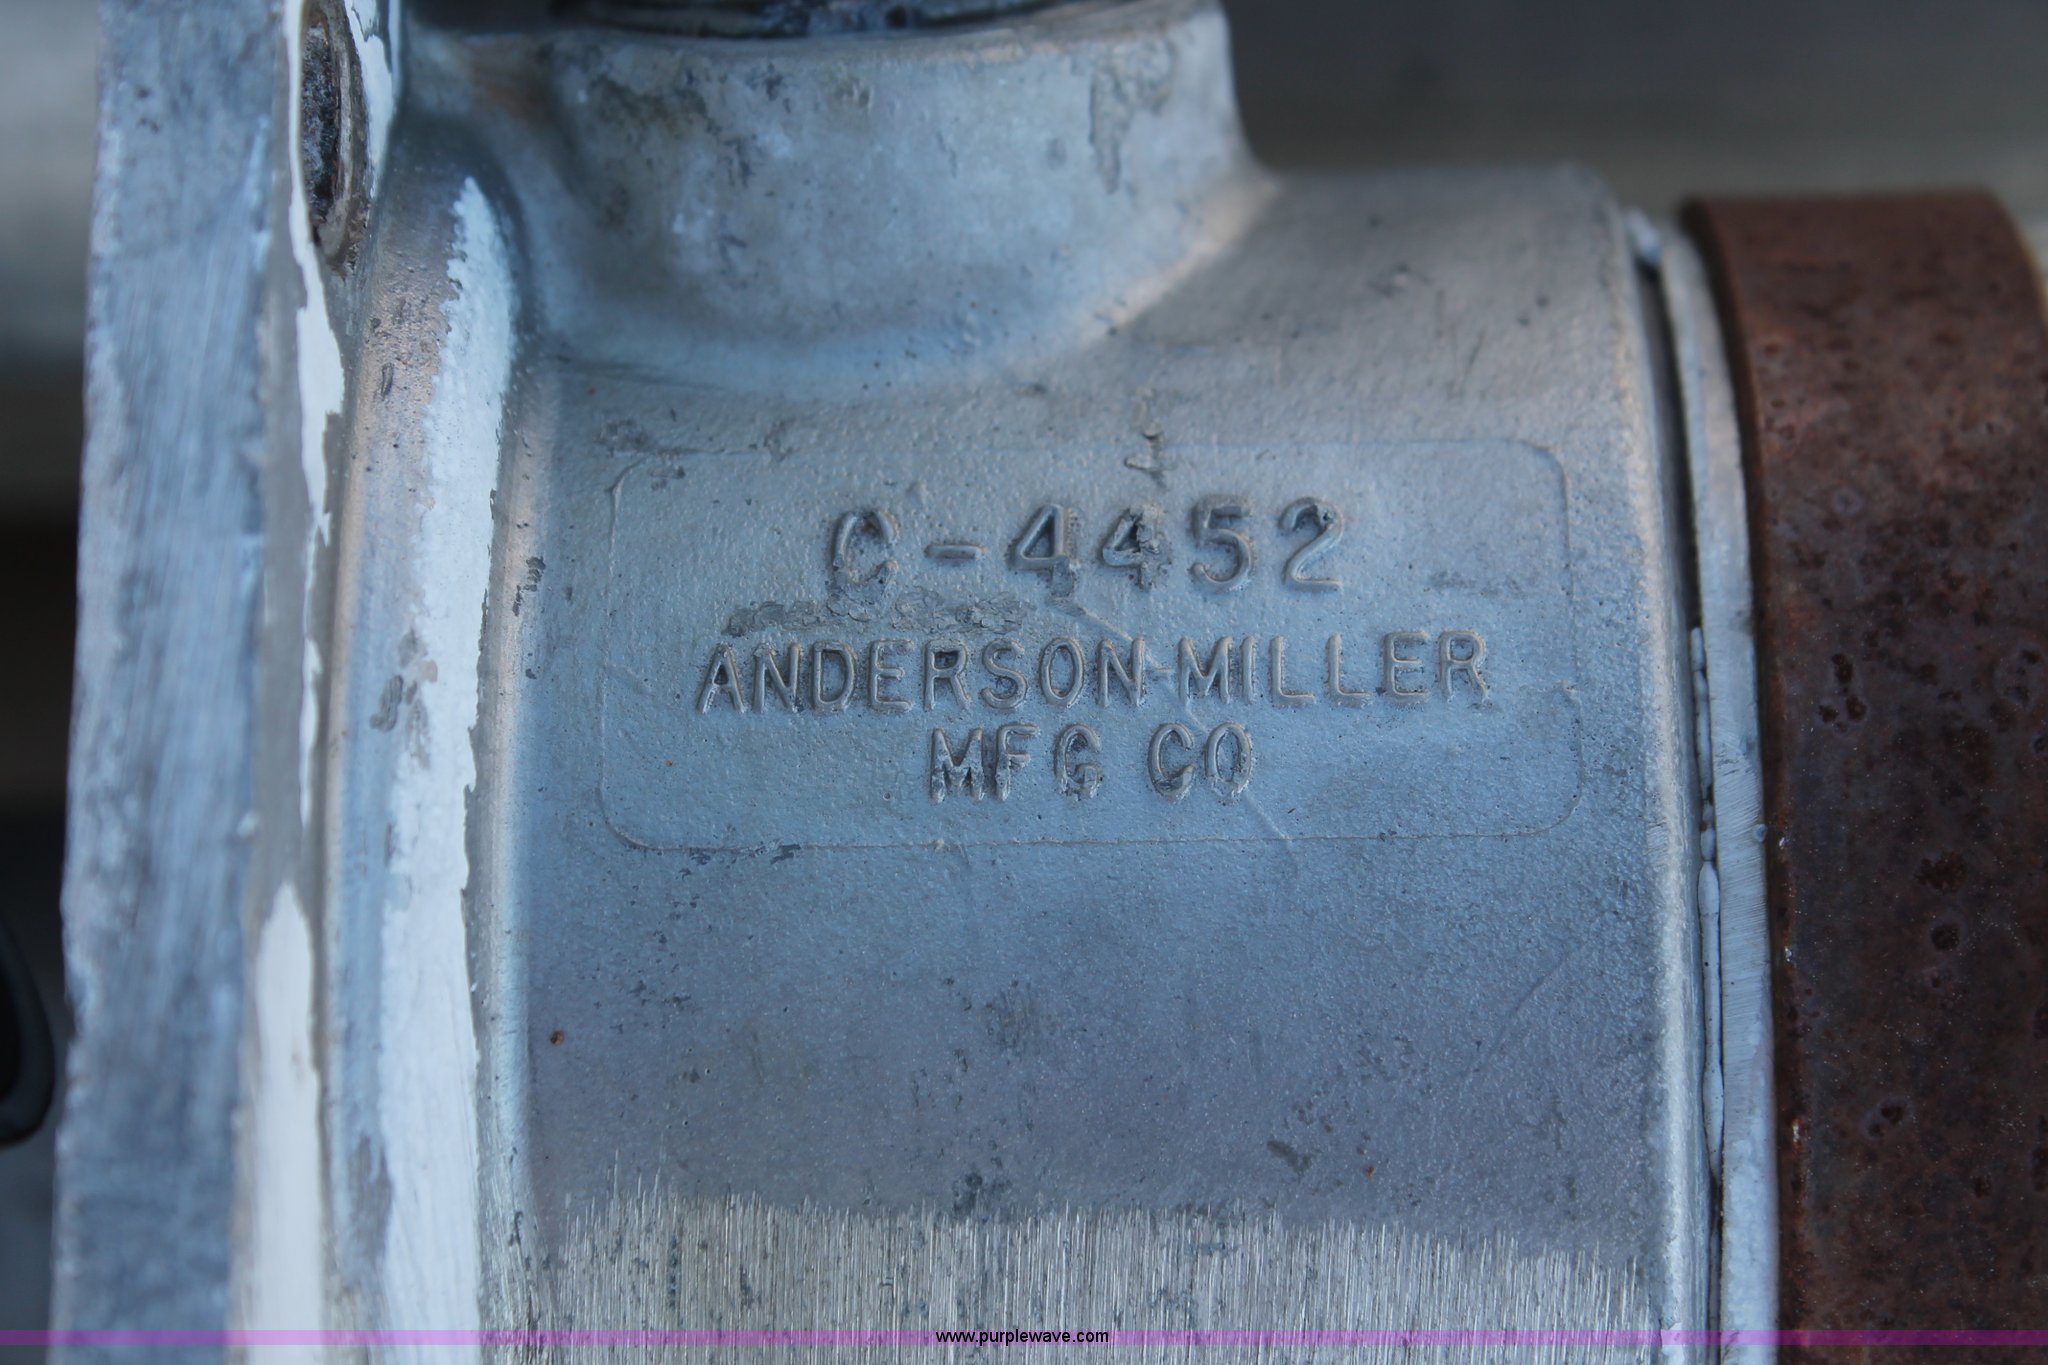 C-4452
ANDERSON-MILLER
MFG CO
www.purplewave.com